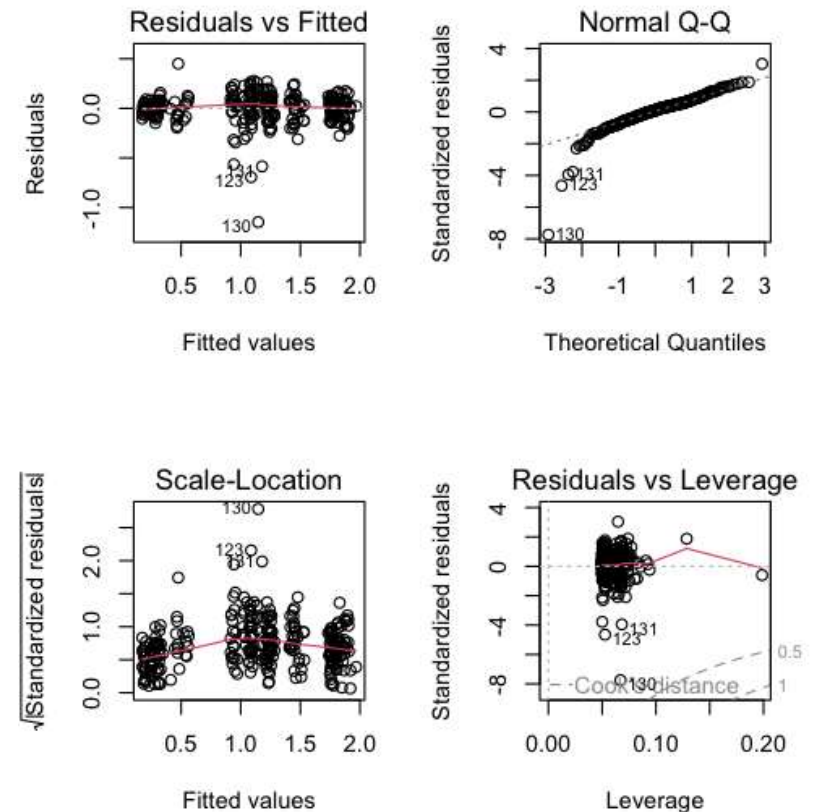 Residuals vs Fitted
Residuals
0.0
-1.0
131
123
130
0.5 1.0 1.5 2.0
Fitted values
Normal Q-Q
Standardized residuals
4
0
-4
-8
131
123
130
-3 -1 1 2 3
Theoretical Quantiles
Scale-Location
√|Standardized residuals|
2.0
1.0
0.0
130
123
131
0.5 1.0 1.5 2.0
Fitted values
Residuals vs Leverage
Standardized residuals
4
0
-4
-8
131
123
130
Cook's distance
0.5
1
0.00 0.10 0.20
Leverage